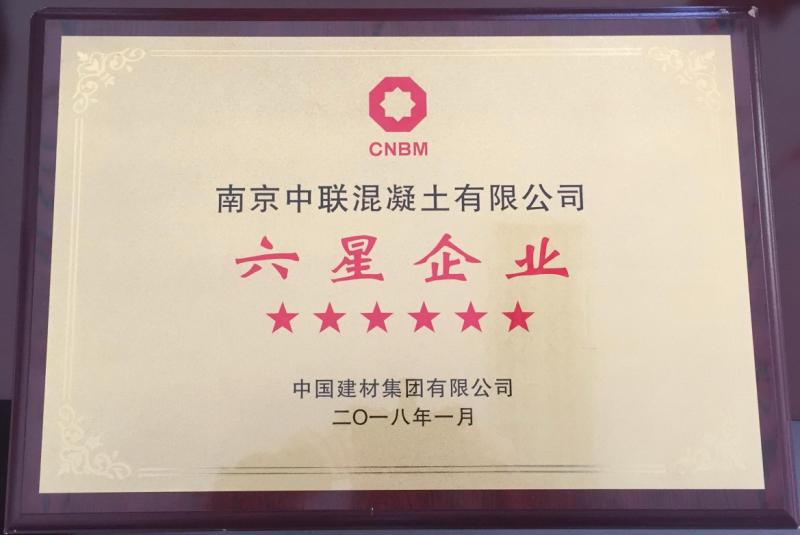 CNBM
南京中联混凝土有限公司
六星企业
★★★★★★
中国建材集团有限公司
二〇一八年一月